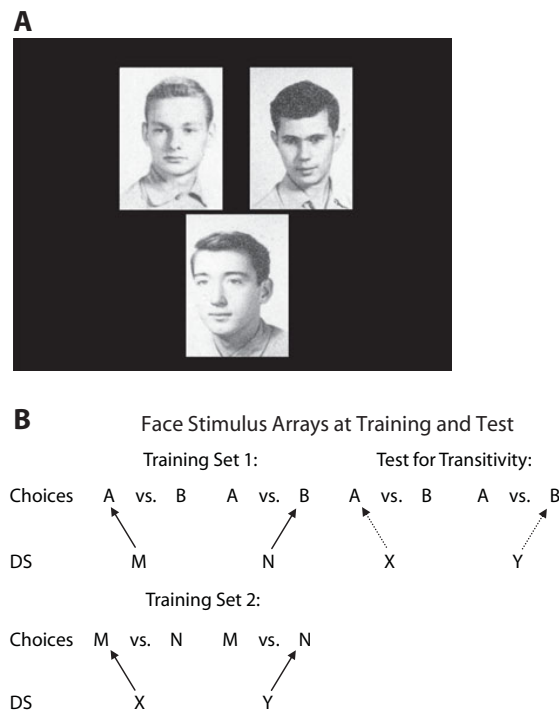 A
B
Face Stimulus Arrays at Training and Test
Training Set 1: Test for Transitivity:
Choices A vs. B A vs. B A vs. B A vs. B
DS M N X Y
Training Set 2:
Choices M vs. N M vs. N
DS X Y